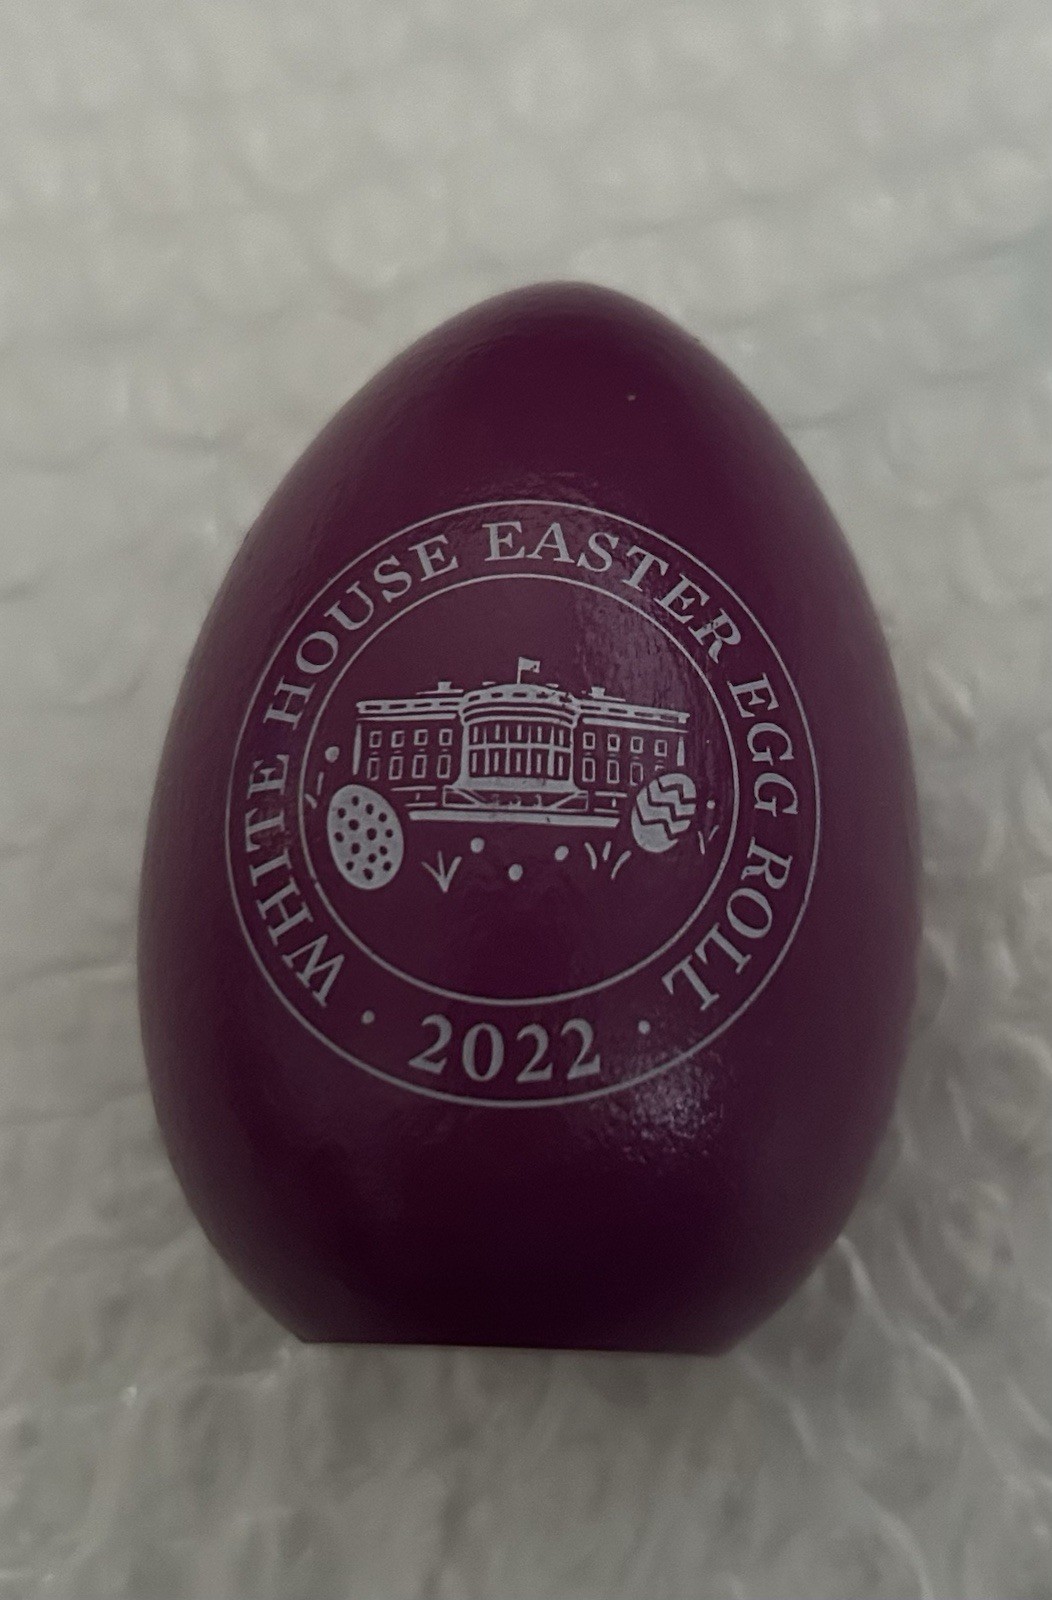 WHITE HOUSE EASTER EGG ROLL
· 2022 ·